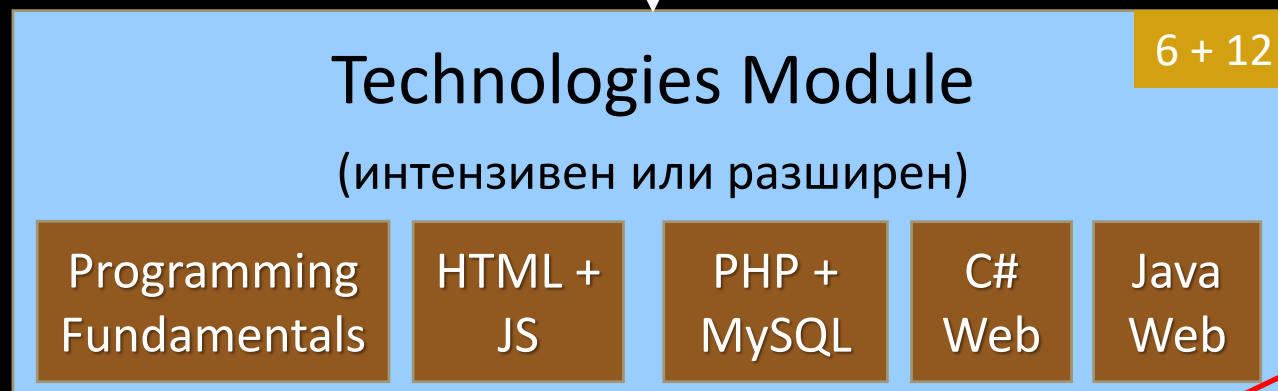 6 + 12
Technologies Module
(интензивен или разширен)
Programming
Fundamentals
HTML +
JS
PHP +
MySQL
C#
Web
Java
Web